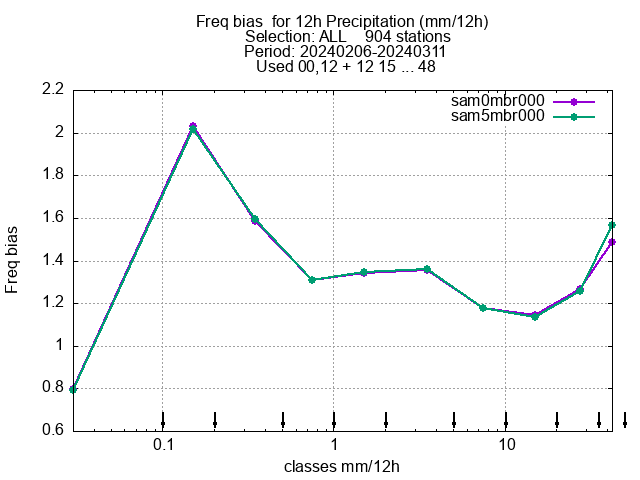 Freq bias  for 12h Precipitation (mm/12h)
Selection: ALL    904 stations
Period: 20240206-20240311
Used 00,12 + 12 15 ... 48
sam0mbr000
sam5mbr000
2.2
2
1.8
1.6
1.4
1.2
1
0.8
0.6
Freq bias
0.1
1
10
classes mm/12h